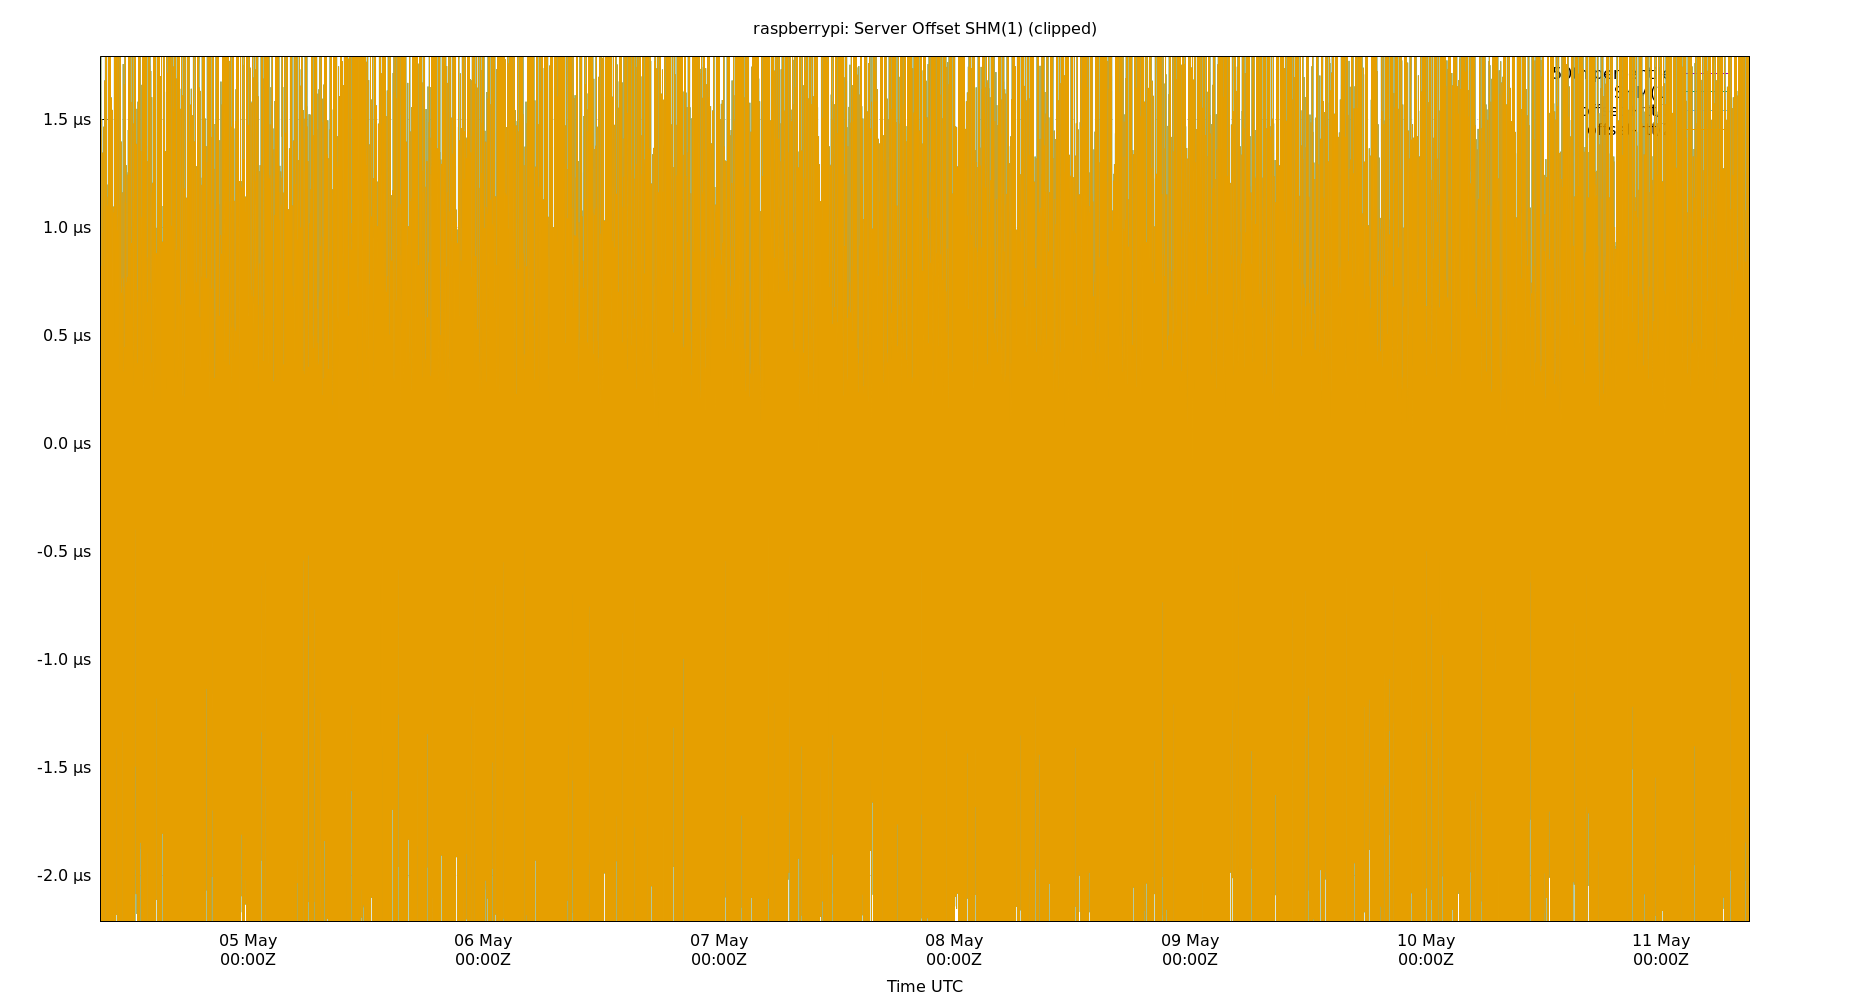 raspberrypi: Server Offset SHM(1) (clipped)
1.5 µs
1.0 µs
0.5 µs
0.0 µs
-0.5 µs
-1.0 µs
-1.5 µs
-2.0 µs
05 May 00:00Z
06 May 00:00Z
07 May 00:00Z
08 May 00:00Z
09 May 00:00Z
10 May 00:00Z
11 May 00:00Z
Time UTC